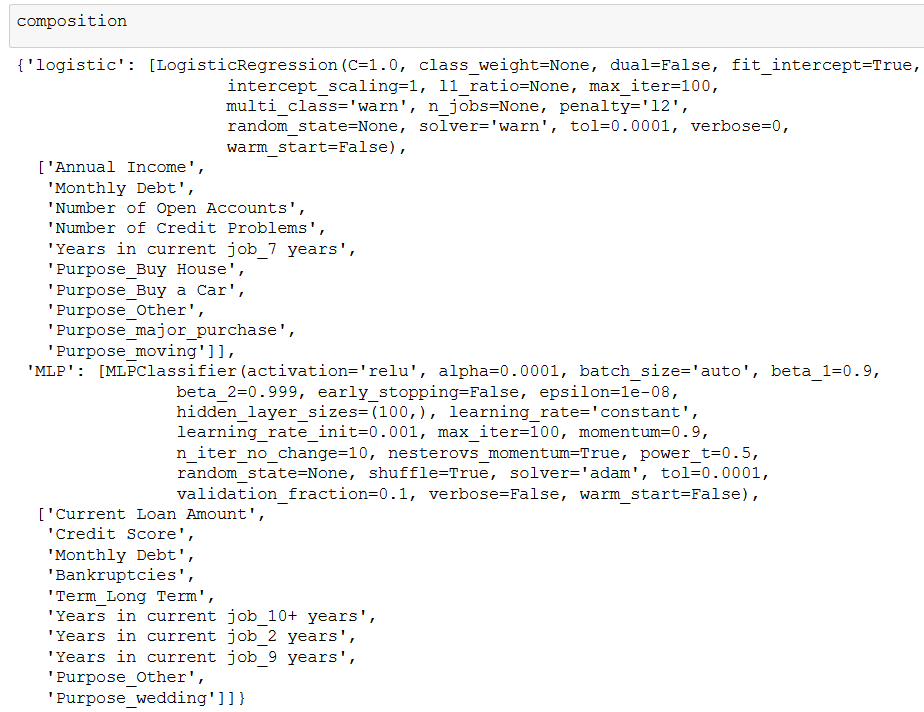 composition
{'logistic': [LogisticRegression(C=1.0, class_weight=None, dual=False, fit_intercept=True,
intercept_scaling=1, l1_ratio=None, max_iter=100,
multi_class='warn', n_jobs=None, penalty='l2',
random_state=None, solver='warn', tol=0.0001, verbose=0,
warm_start=False),
['Annual Income',
'Monthly Debt',
'Number of Open Accounts',
'Number of Credit Problems',
'Years in current job_7 years',
'Purpose_Buy House',
'Purpose_Buy a Car',
'Purpose_Other',
'Purpose_major_purchase',
'Purpose_moving']],
'MLP': [MLPClassifier(activation='relu', alpha=0.0001, batch_size='auto', beta_1=0.9,
beta_2=0.999, early_stopping=False, epsilon=1e-08,
hidden_layer_sizes=(100,), learning_rate='constant',
learning_rate_init=0.001, max_iter=100, momentum=0.9,
n_iter_no_change=10, nesterovs_momentum=True, power_t=0.5,
random_state=None, shuffle=True, solver='adam', tol=0.0001,
validation_fraction=0.1, verbose=False, warm_start=False),
['Current Loan Amount',
'Credit Score',
'Monthly Debt',
'Bankruptcies',
'Term_Long Term',
'Years in current job_10+ years',
'Years in current job_2 years',
'Years in current job_9 years',
'Purpose_Other',
'Purpose_wedding']]}